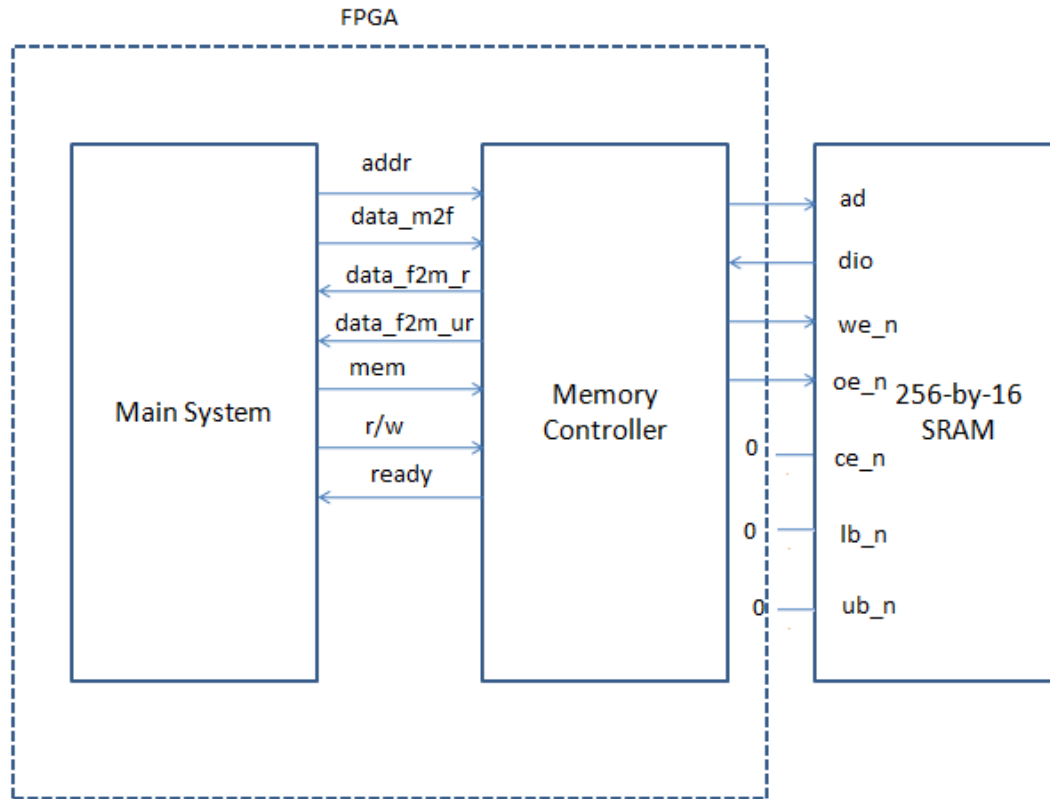 FPGA
addr
data_m2f
data_f2m_r
data_f2m_ur
mem
r/w
ready
Main System
Memory
Controller
ad
dio
we_n
oe_n
256-by-16
SRAM
0
ce_n
0
lb_n
0
ub_n